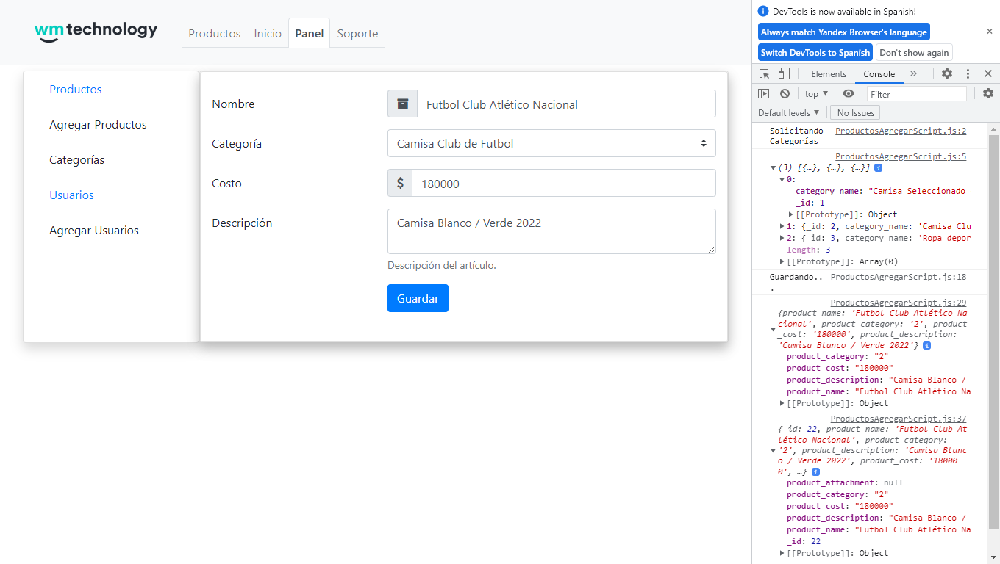 wm technology
Productos
Inicio
Panel
Soporte
Productos
Agregar Productos
Categorías
Usuarios
Agregar Usuarios
Nombre
Futbol Club Atlético Nacional
Categoría
Camisa Club de Futbol
Costo
$
180000
Descripción
Camisa Blanco / Verde 2022
Descripción del artículo.
Guardar
DevTools is now available in Spanish!
Always match Yandex Browser's language
Switch DevTools to Spanish
Don't show again
Elements
Console
top
Filter
Default levels
No Issues
Solicitando ProductosAgregarScript.js:2
Categorías
ProductosAgregarScript.js:5
(3) [{…}, {…}, {…}]
0:
category_name: "Camisa Seleccionado
_id: 1
[[Prototype]]: Object
1: {_id: 2, category_name: 'Camisa Clu
2: {_id: 3, category_name: 'Ropa depor
length: 3
[[Prototype]]: Array(0)
Guardando.. ProductosAgregarScript.js:18
.
ProductosAgregarScript.js:29
{product_name: 'Futbol Club Atlético Na
cional', product_category: '2', product
_cost: '180000', product_description:
'Camisa Blanco / Verde 2022'}
product_category: "2"
product_cost: "180000"
product_description: "Camisa Blanco /
product_name: "Futbol Club Atlético Na
[[Prototype]]: Object
ProductosAgregarScript.js:37
{_id: 22, product_name: 'Futbol Club At
lético Nacional', product_category:
'2', product_description: 'Camisa Blanc
o / Verde 2022', product_cost: '18000
0', …}
product_attachment: null
product_category: "2"
product_cost: "180000"
product_description: "Camisa Blanco /
product_name: "Futbol Club Atlético Na
_id: 22
[[Prototype]]: Object